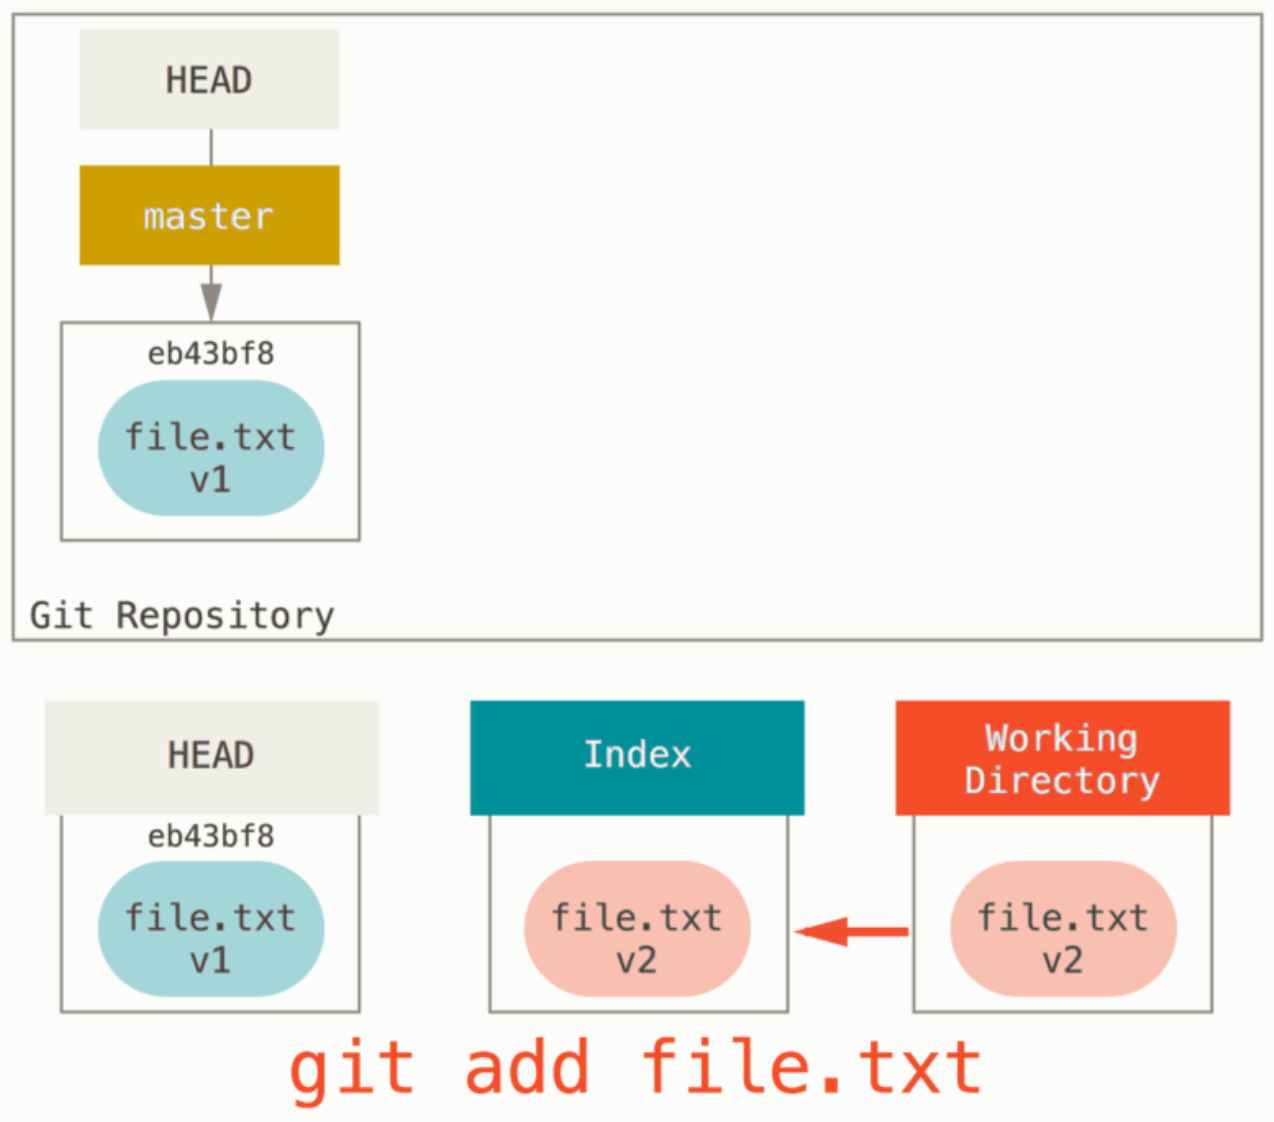 HEAD
master
eb43bf8
file.txt
v1
Git Repository
HEAD
eb43bf8
file.txt
v1
Index
file.txt
v2
Working
Directory
file.txt
v2
git add file.txt